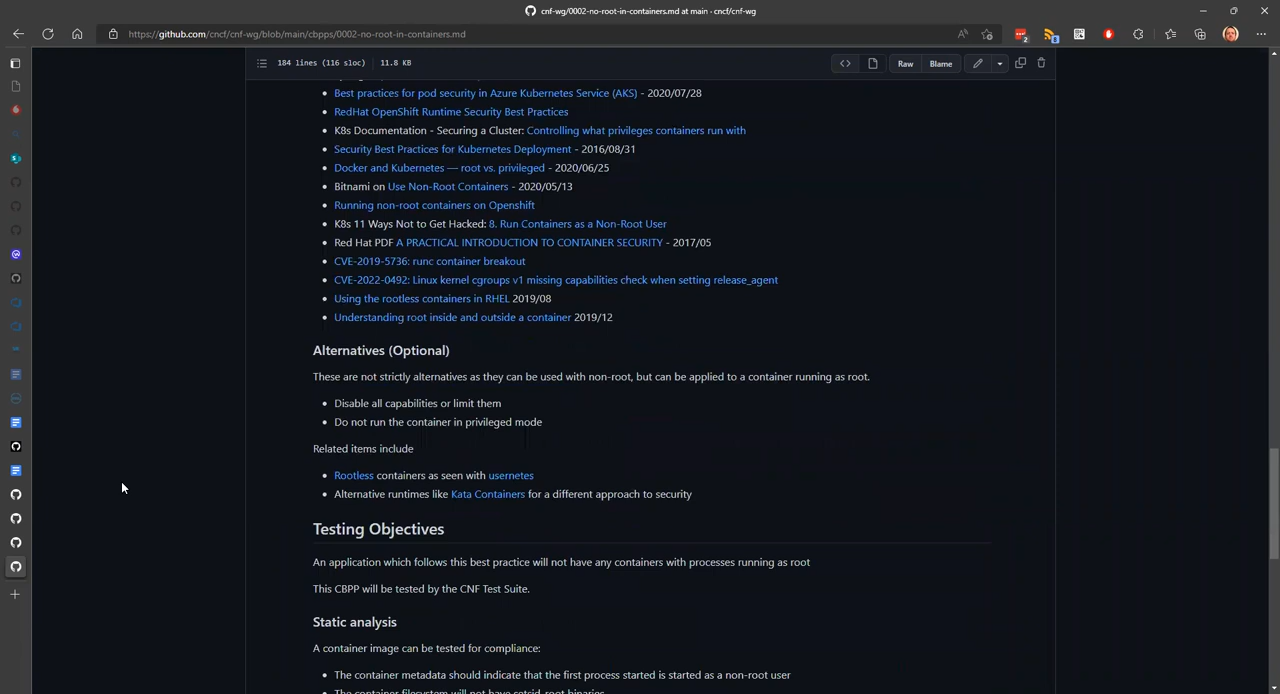 cnf-wg/0002-no-root-in-containers.md at main · cncf/cnf-wg
https://github.com/cncf/cnf-wg/blob/main/cbpps/0002-no-root-in-containers.md
2
8
184 lines (116 sloc) 11.8 KB
Raw
Blame
Best practices for pod security in Azure Kubernetes Service (AKS) - 2020/07/28
RedHat OpenShift Runtime Security Best Practices
K8s Documentation - Securing a Cluster: Controlling what privileges containers run with
Security Best Practices for Kubernetes Deployment - 2016/08/31
Docker and Kubernetes — root vs. privileged - 2020/06/25
Bitnami on Use Non-Root Containers - 2020/05/13
Running non-root containers on Openshift
K8s 11 Ways Not to Get Hacked: 8. Run Containers as a Non-Root User
Red Hat PDF A PRACTICAL INTRODUCTION TO CONTAINER SECURITY - 2017/05
CVE-2019-5736: runc container breakout
CVE-2022-0492: Linux kernel cgroups v1 missing capabilities check when setting release_agent
Using the rootless containers in RHEL 2019/08
Understanding root inside and outside a container 2019/12
Alternatives (Optional)
These are not strictly alternatives as they can be used with non-root, but can be applied to a container running as root.
Disable all capabilities or limit them
Do not run the container in privileged mode
Related items include
Rootless containers as seen with usernetes
Alternative runtimes like Kata Containers for a different approach to security
Testing Objectives
An application which follows this best practice will not have any containers with processes running as root
This CBPP will be tested by the CNF Test Suite.
Static analysis
A container image can be tested for compliance:
The container metadata should indicate that the first process started is started as a non-root user
The container filesystem will not have setsid root binaries